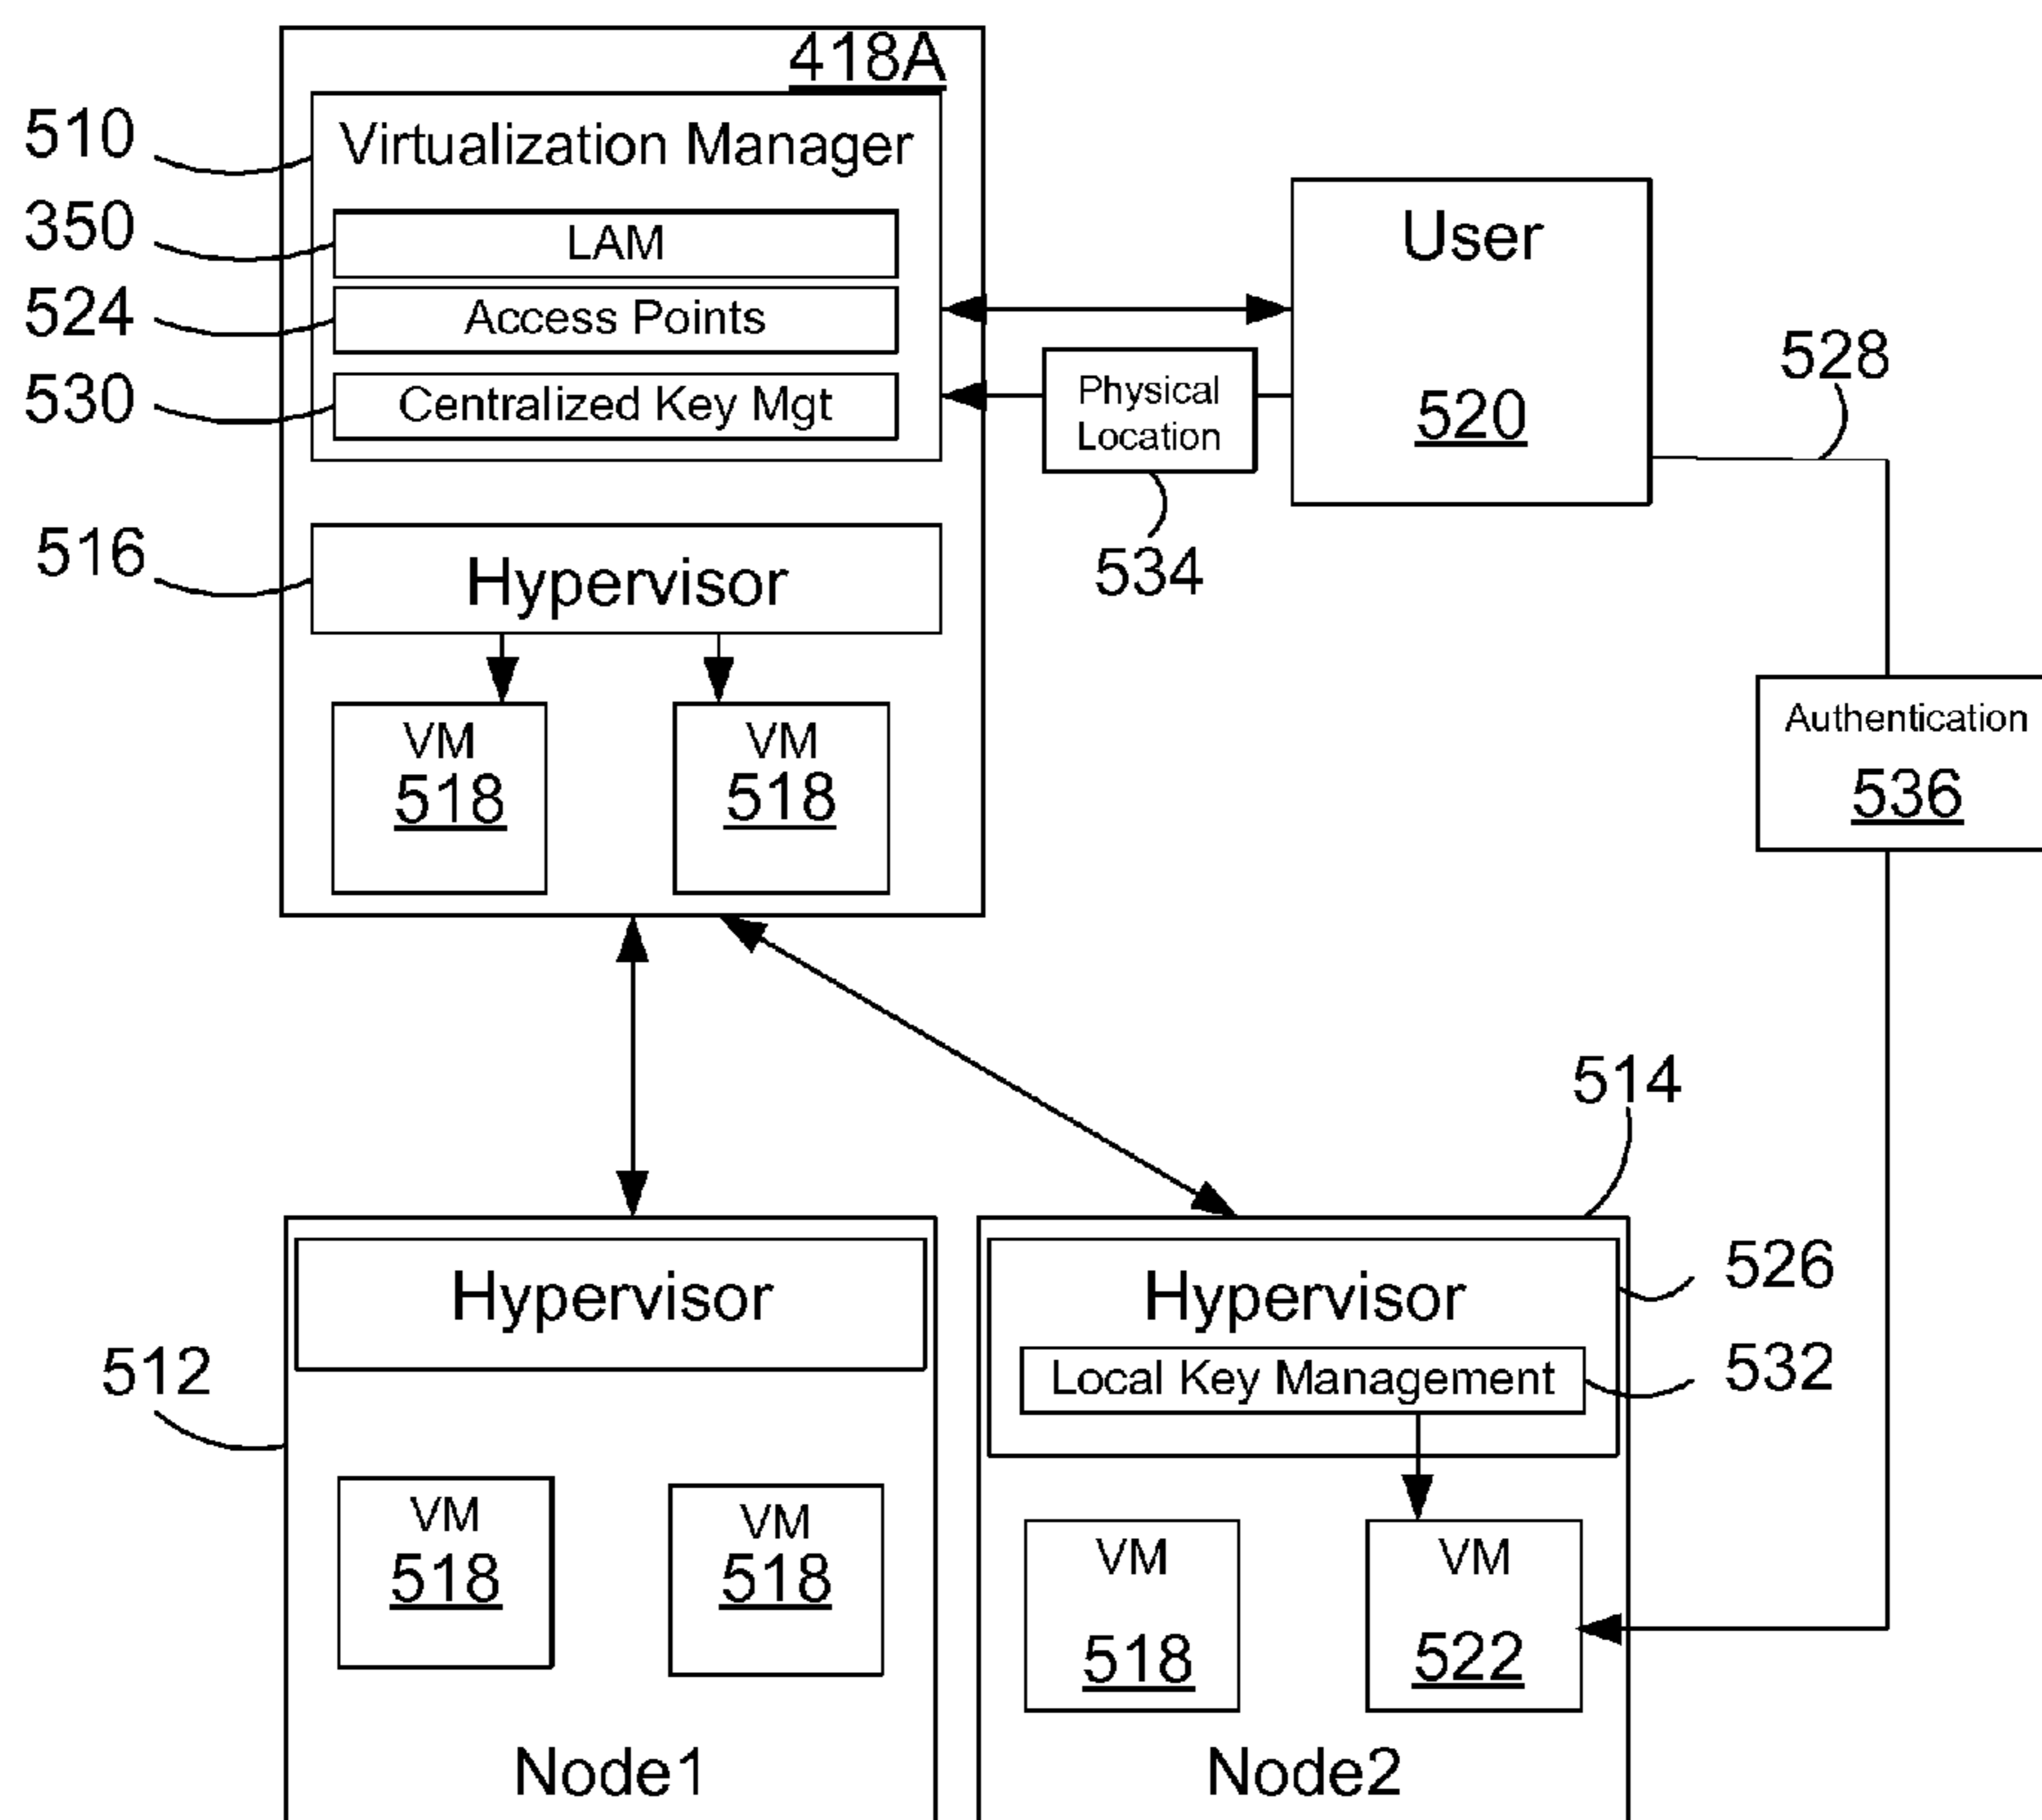 418A
510
Virtualization Manager
350
LAM
524
Access Points
530
Centralized Key Mgt
User
520
528
Physical
Location
534
516
Hypervisor
VM
518
VM
518
Authentication
536
514
Hypervisor
Hypervisor
526
Local Key Management
532
512
VM
518
VM
518
VM
518
VM
522
Node1
Node2